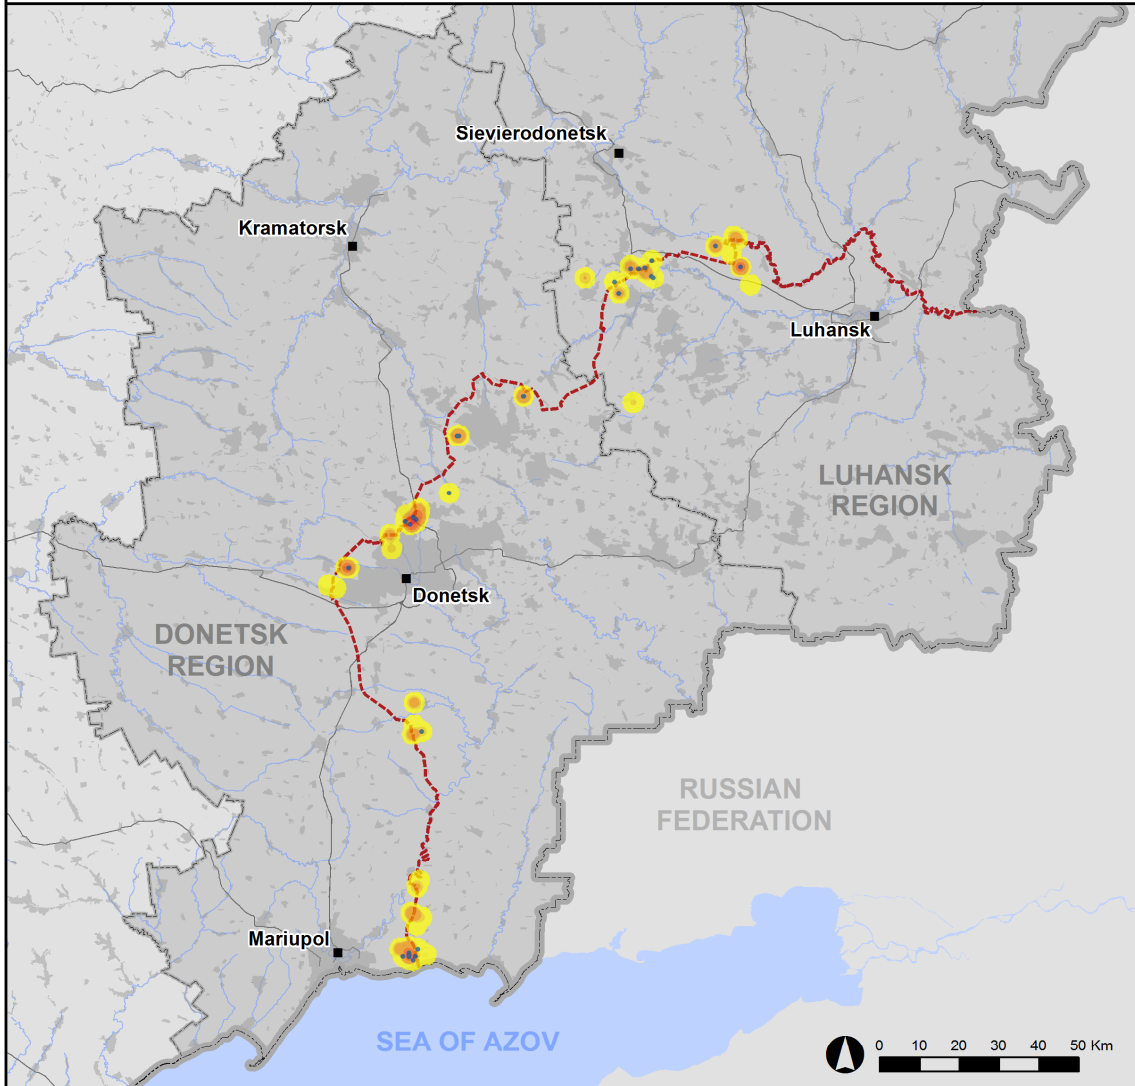 Sievierodonetsk
Kramatorsk
Luhansk
LUHANSK
REGION
Donetsk
DONETSK
REGION
RUSSIAN
FEDERATION
Mariupol
SEA OF AZOV
0 10 20 30 40 50 Km